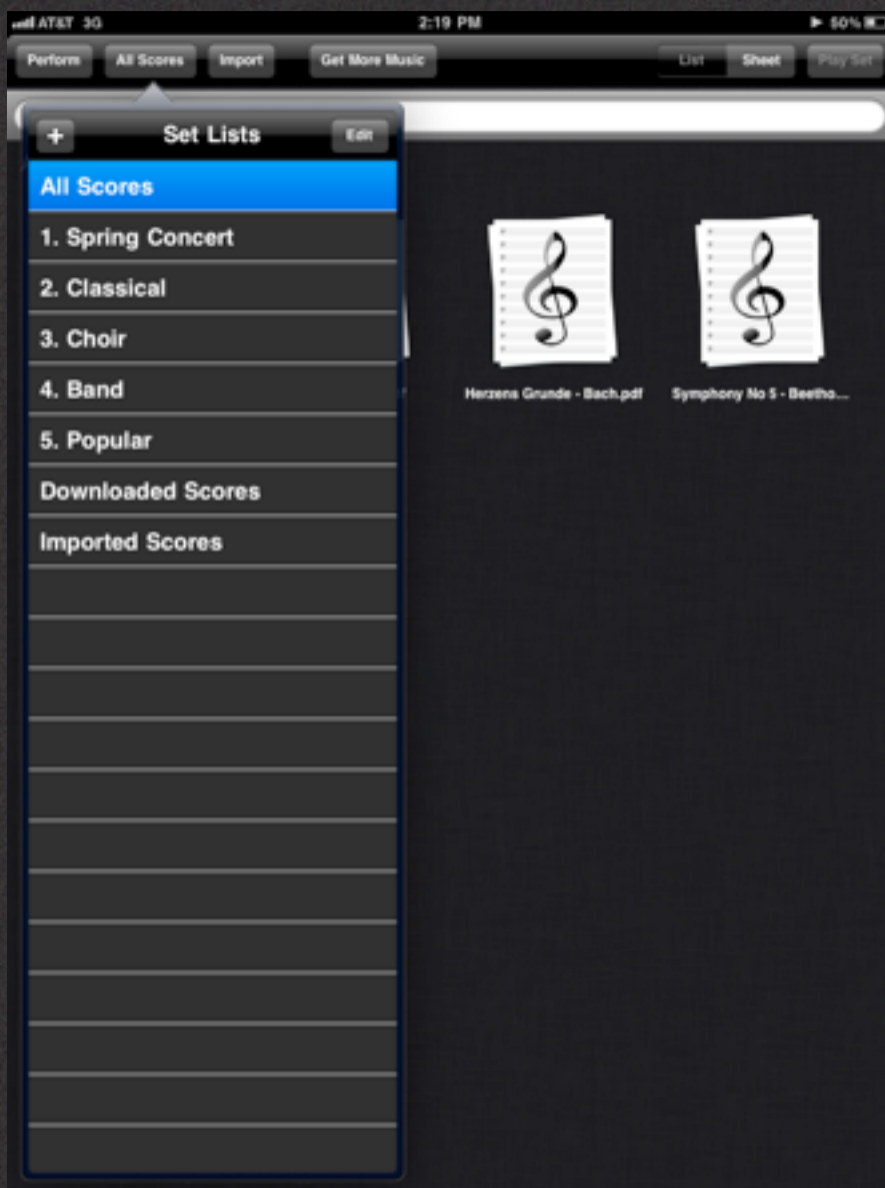 AT&T 3G 2:19 PM 50%
Perform All Scores Import Get More Music List Sheet Play Set
+ Set Lists Edit
All Scores
1. Spring Concert
2. Classical
3. Choir
4. Band
5. Popular
Downloaded Scores
Imported Scores
Herzens Grunde - Bach.pdf Symphony No 5 - Beetho...